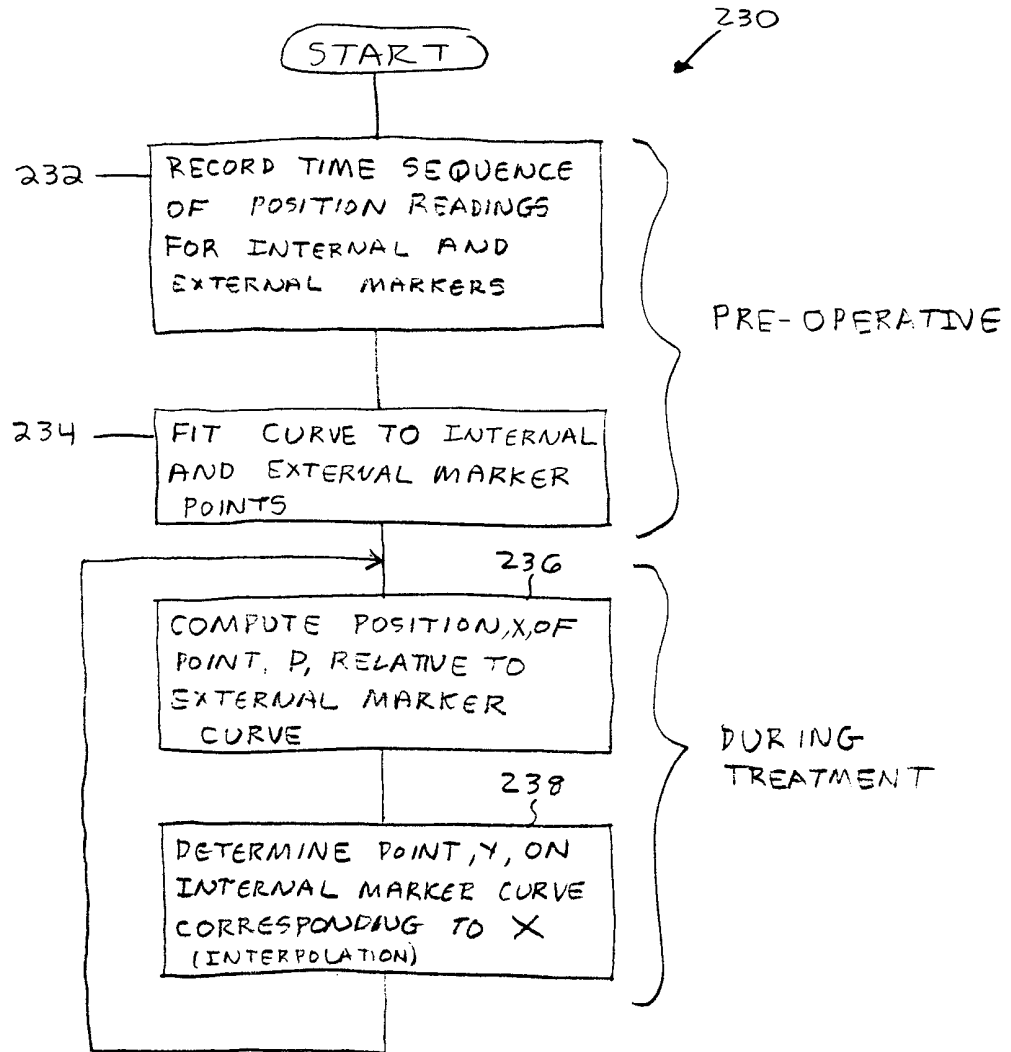 230
START
232
RECORD TIME SEQUENCE
OF POSITION READINGS
FOR INTERNAL AND
EXTERNAL MARKERS
PRE-OPERATIVE
234
FIT CURVE TO INTERNAL
AND EXTERVAL MARKER
POINTS
236
COMPUTE POSITION, X, OF
POINT, P, RELATIVE TO
EXTERNAL MARKER
CURVE
DURING
TREATMENT
238
DETERMINE POINT, Y, ON
INTERNAL MARKER CURVE
CORRESPONDING TO X
(INTERPOLATION)